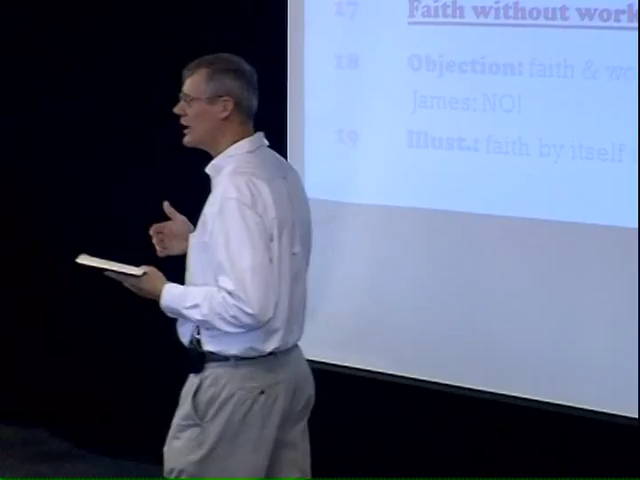 17 Faith without work
18 Objection: faith & wo
James: NO!
19 Illust.: faith by itself